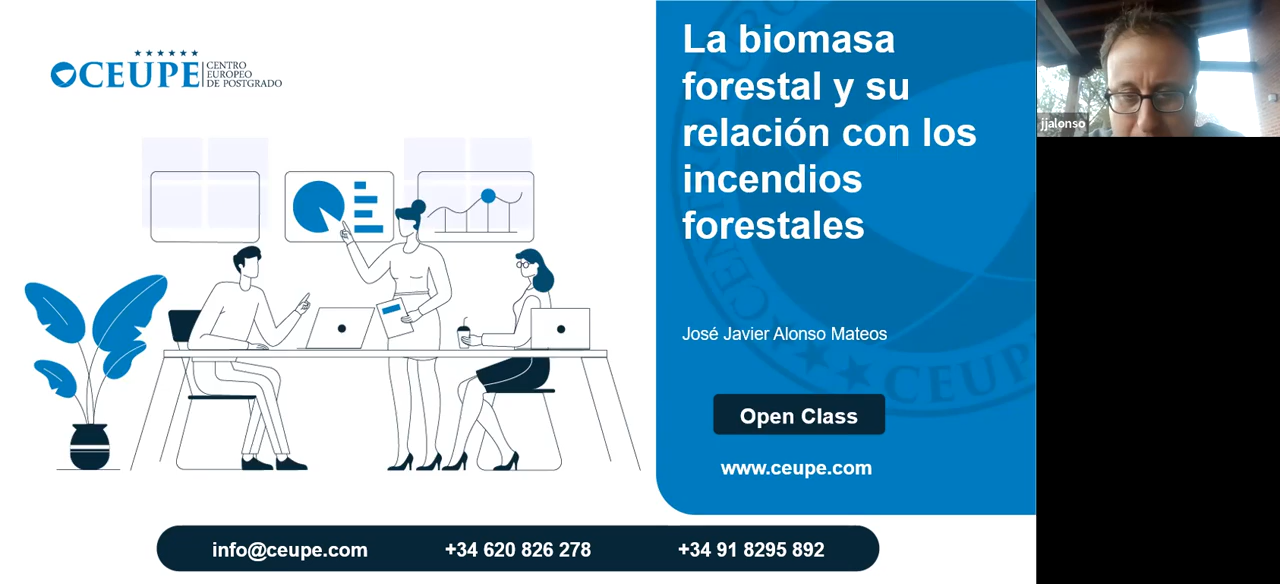 CEUPE
CENTRO
EUROPEO
DE POSTGRADO
La biomasa
forestal y su
relación con los
incendios
forestales
José Javier Alonso Mateos
Open Class
www.ceupe.com
CEUPE
info@ceupe.com
+34 620 826 278
+34 91 8295 892
jjalonso